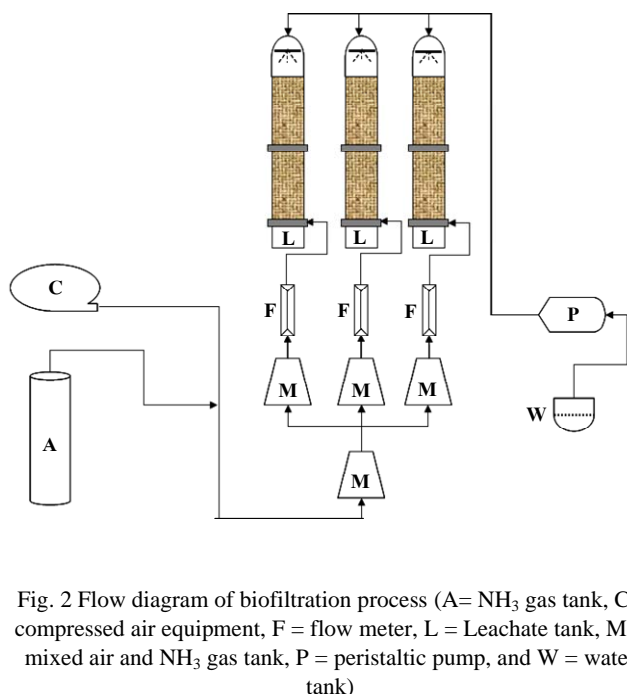 L L L
C
F F F
P
M M M
W
A
M
Fig. 2 Flow diagram of biofiltration process (A= NH₃ gas tank, C
compressed air equipment, F = flow meter, L = Leachate tank, M
mixed air and NH₃ gas tank, P = peristaltic pump, and W = wate
tank)